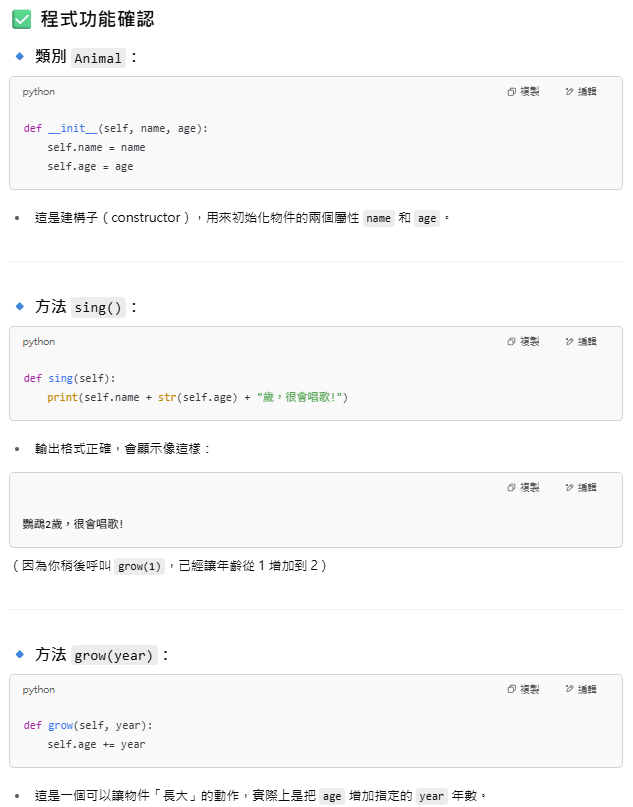 ✅ 程式功能確認
🔹 類別 Animal：
python 複製 編輯
def __init__(self, name, age):
    self.name = name
    self.age = age
• 這是建構子（constructor），用來初始化物件的兩個屬性 name 和 age。
🔹 方法 sing()：
python 複製 編輯
def sing(self):
    print(self.name + str(self.age) + "歲，很會唱歌!")
• 輸出格式正確，會顯示像這樣：
複製 編輯
鸚鵡2歲，很會唱歌!
（因為你稍後呼叫 grow(1)，已經讓年齡從 1 增加到 2）
🔹 方法 grow(year)：
python 複製 編輯
def grow(self, year):
    self.age += year
• 這是一個可以讓物件「長大」的動作，實際上是把 age 增加指定的 year 年數。